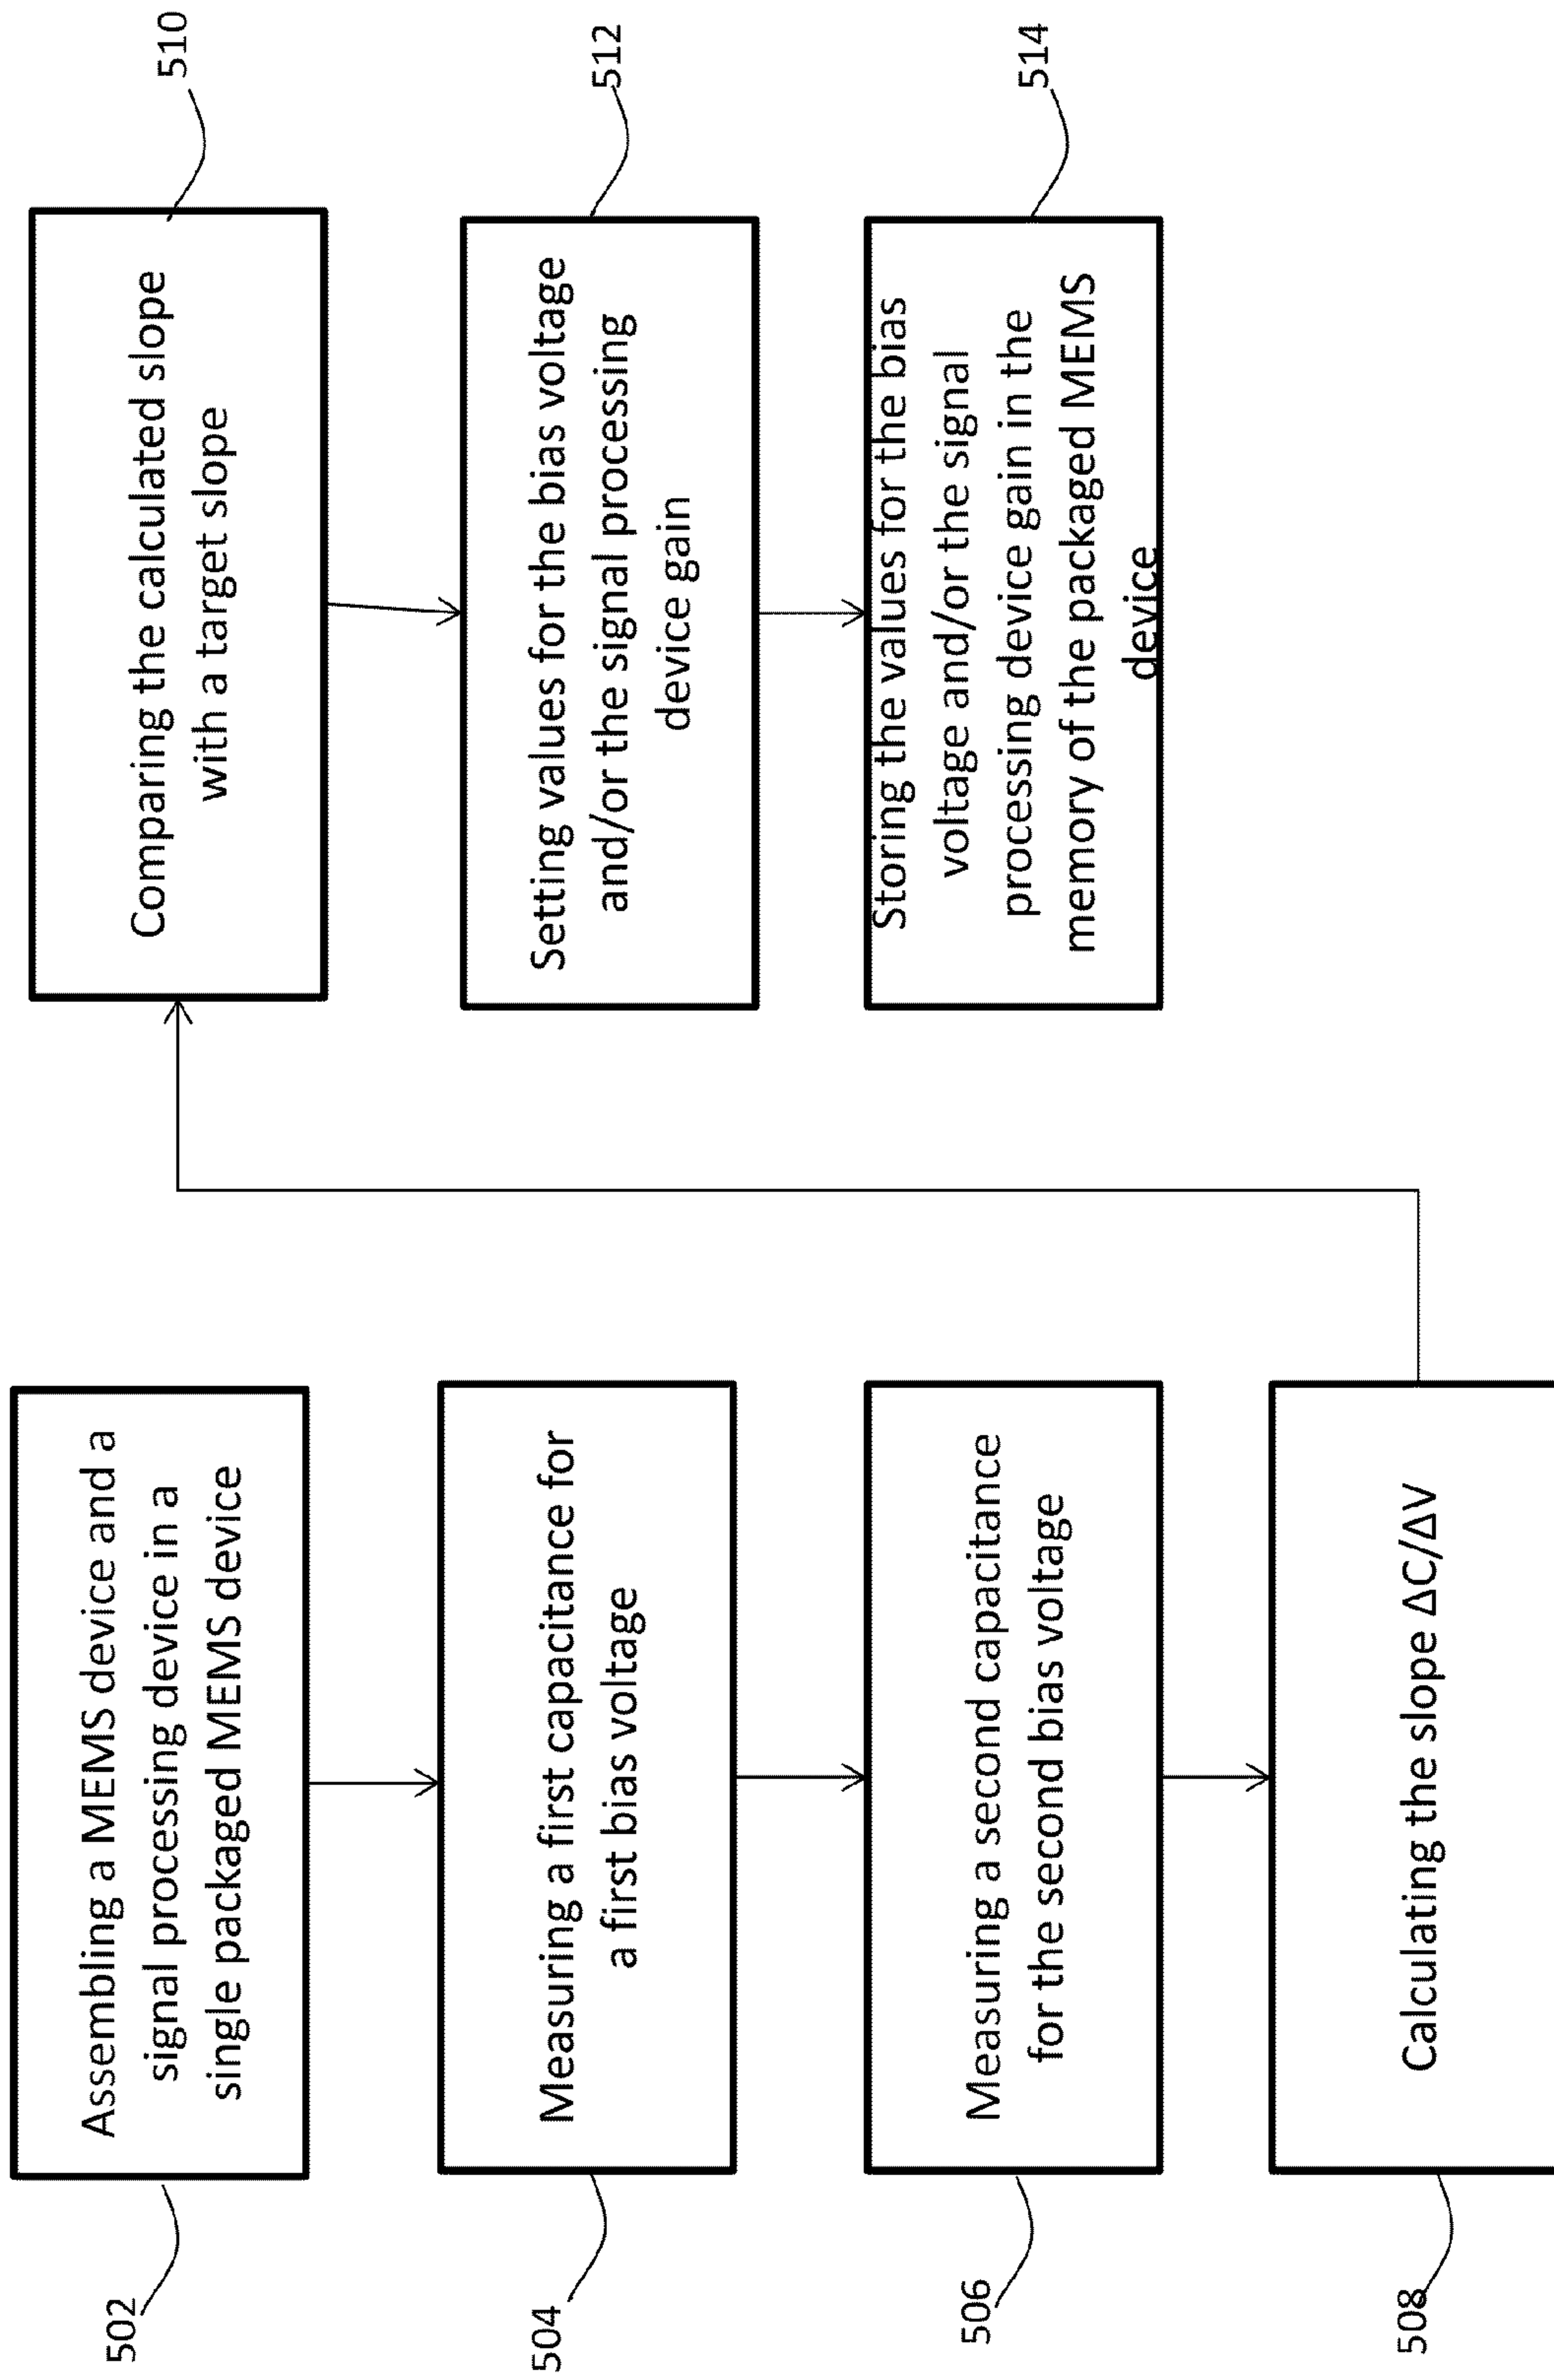 502
Assembling a MEMS device and a
signal processing device in a
single packaged MEMS device
504
Measuring a first capacitance for
a first bias voltage
506
Measuring a second capacitance
for the second bias voltage
508
Calculating the slope ΔC/ΔV
510
Comparing the calculated slope
with a target slope
512
Setting values for the bias voltage
and/or the signal processing
device gain
514
Storing the values for the bias
voltage and/or the signal
processing device gain in the
memory of the packaged MEMS
device